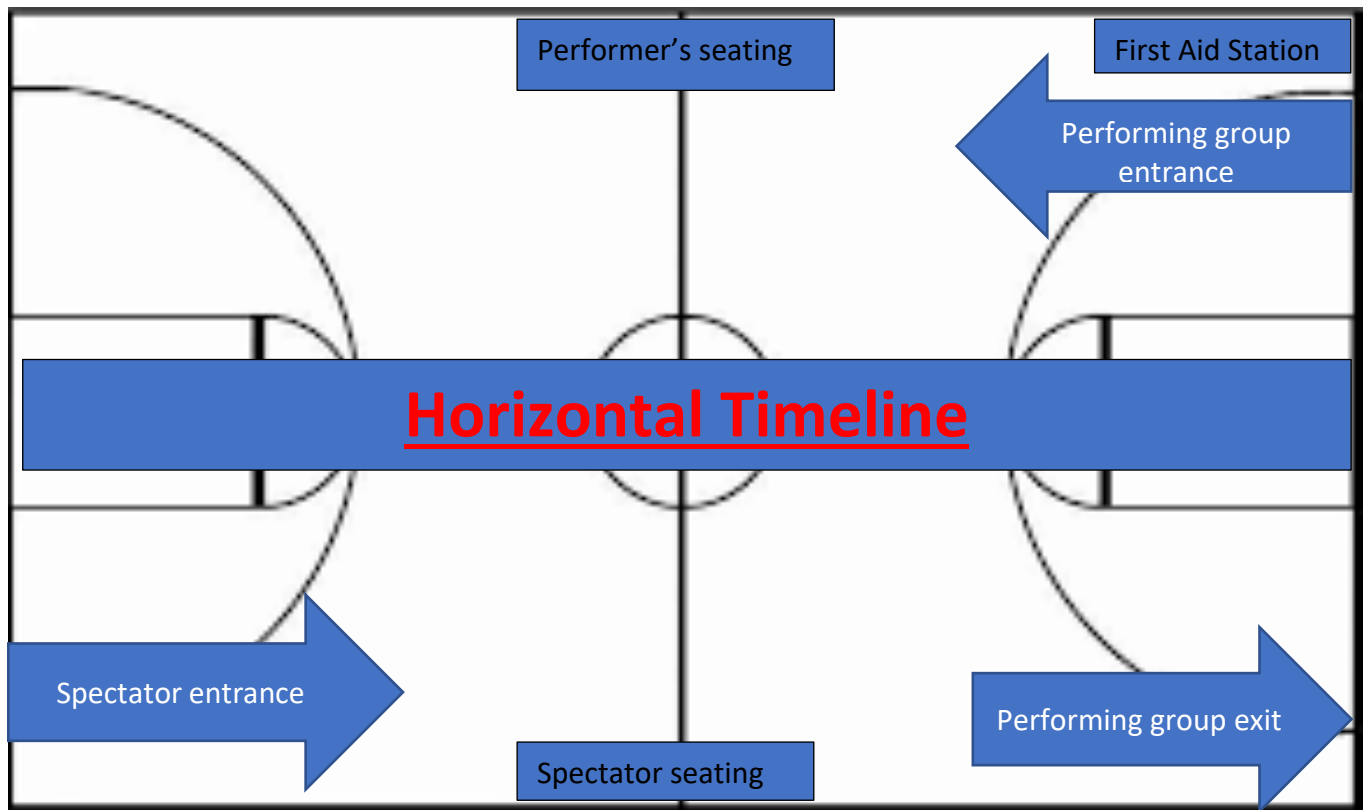 Performer’s seating
First Aid Station
Performing group
entrance
Horizontal Timeline
Spectator entrance
Performing group exit
Spectator seating